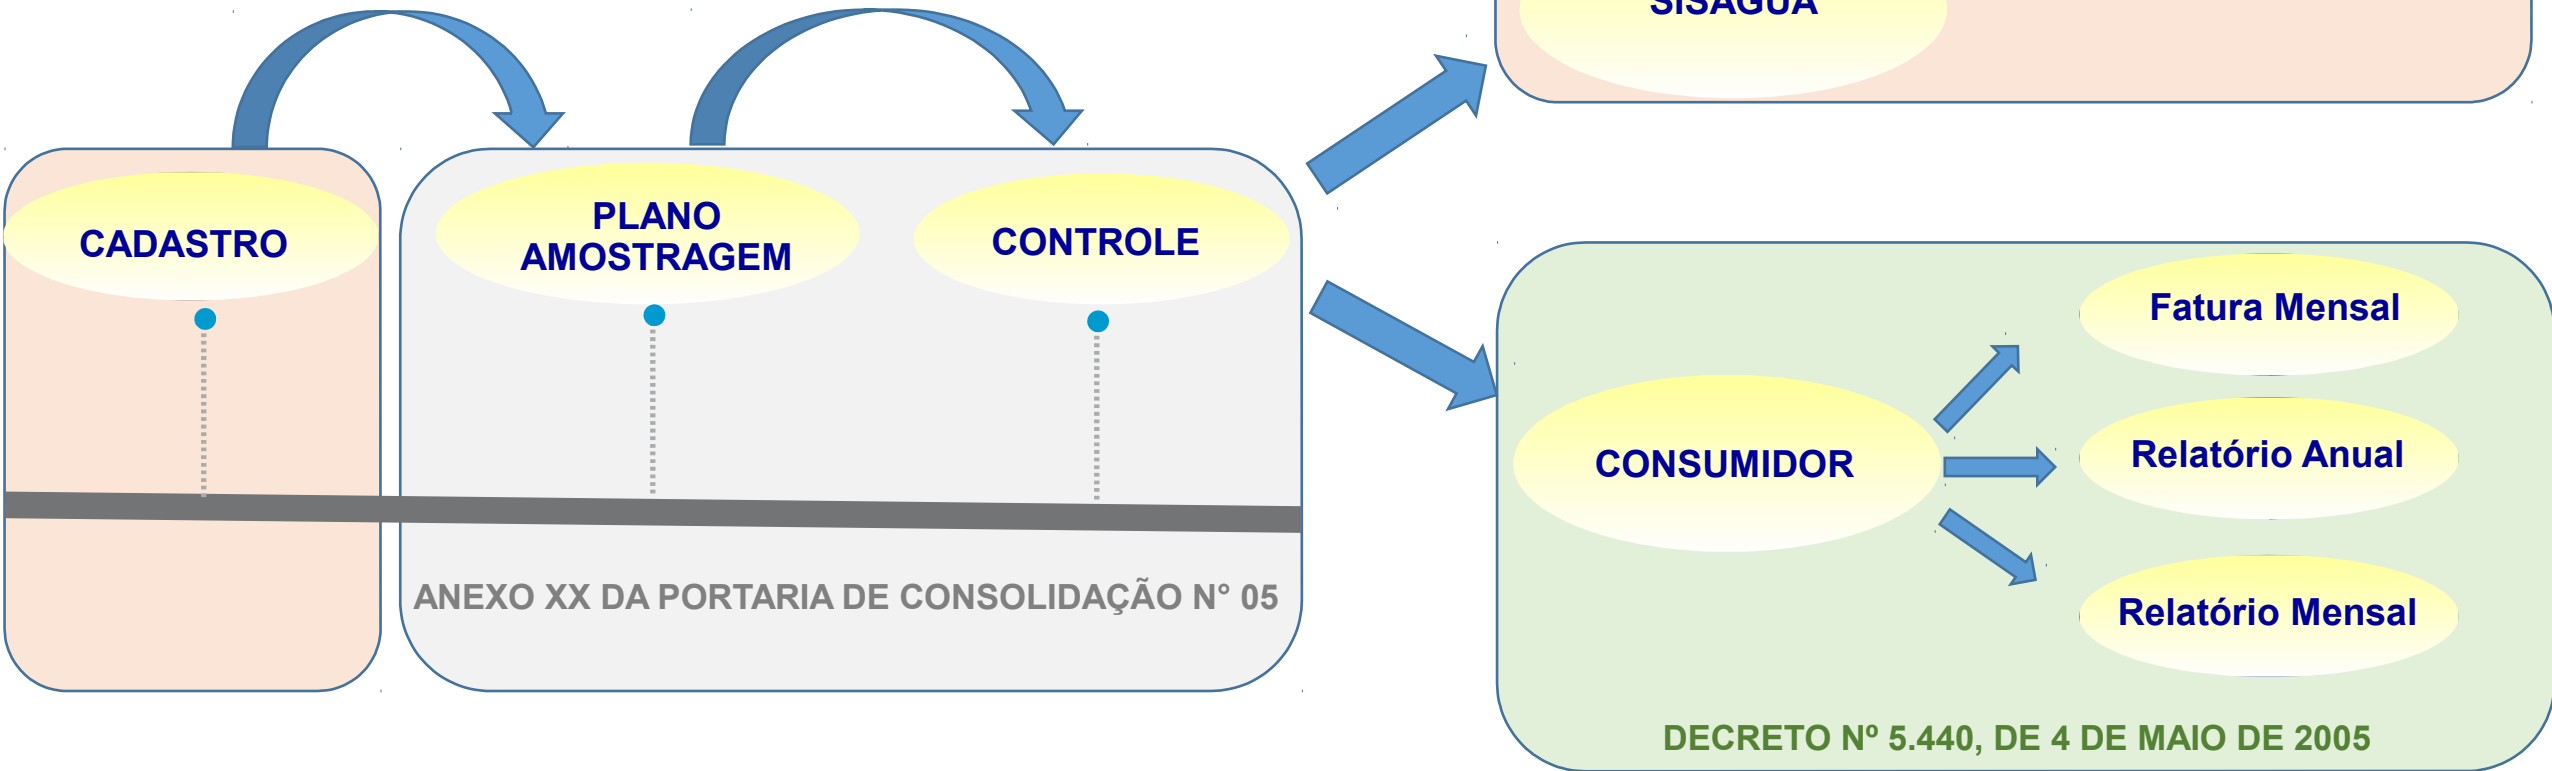 SISAGUA
CADASTRO
PLANO
AMOSTRAGEM
CONTROLE
ANEXO XX DA PORTARIA DE CONSOLIDAÇÃO N° 05
CONSUMIDOR
Fatura Mensal
Relatório Anual
Relatório Mensal
DECRETO Nº 5.440, DE 4 DE MAIO DE 2005